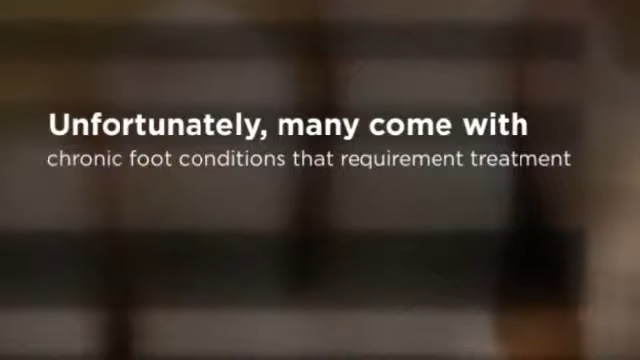 Unfortunately, many come with
chronic foot conditions that requirement treatment